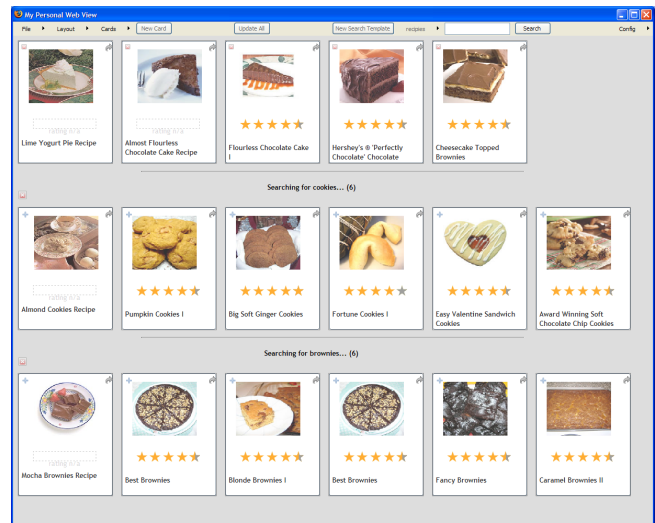 My Personal Web View
File Layout Cards New Card Update All New Search Template recipes Search Config
rating n/a
Lime Yogurt Pie Recipe
rating n/a
Almost Flourless
Chocolate Cake Recipe
Flourless Chocolate Cake
I
Hershey's ® 'Perfectly
Chocolate' Chocolate
Cheesecake Topped
Brownies
Searching for cookies... (6)
rating n/a
Almond Cookies Recipe
Pumpkin Cookies I
Big Soft Ginger Cookies
Fortune Cookies I
Easy Valentine Sandwich
Cookies
Award Winning Soft
Chocolate Chip Cookies
Searching for brownies... (6)
rating n/a
Mocha Brownies Recipe
Best Brownies
Blonde Brownies I
Best Brownies
Fancy Brownies
Caramel Brownies II